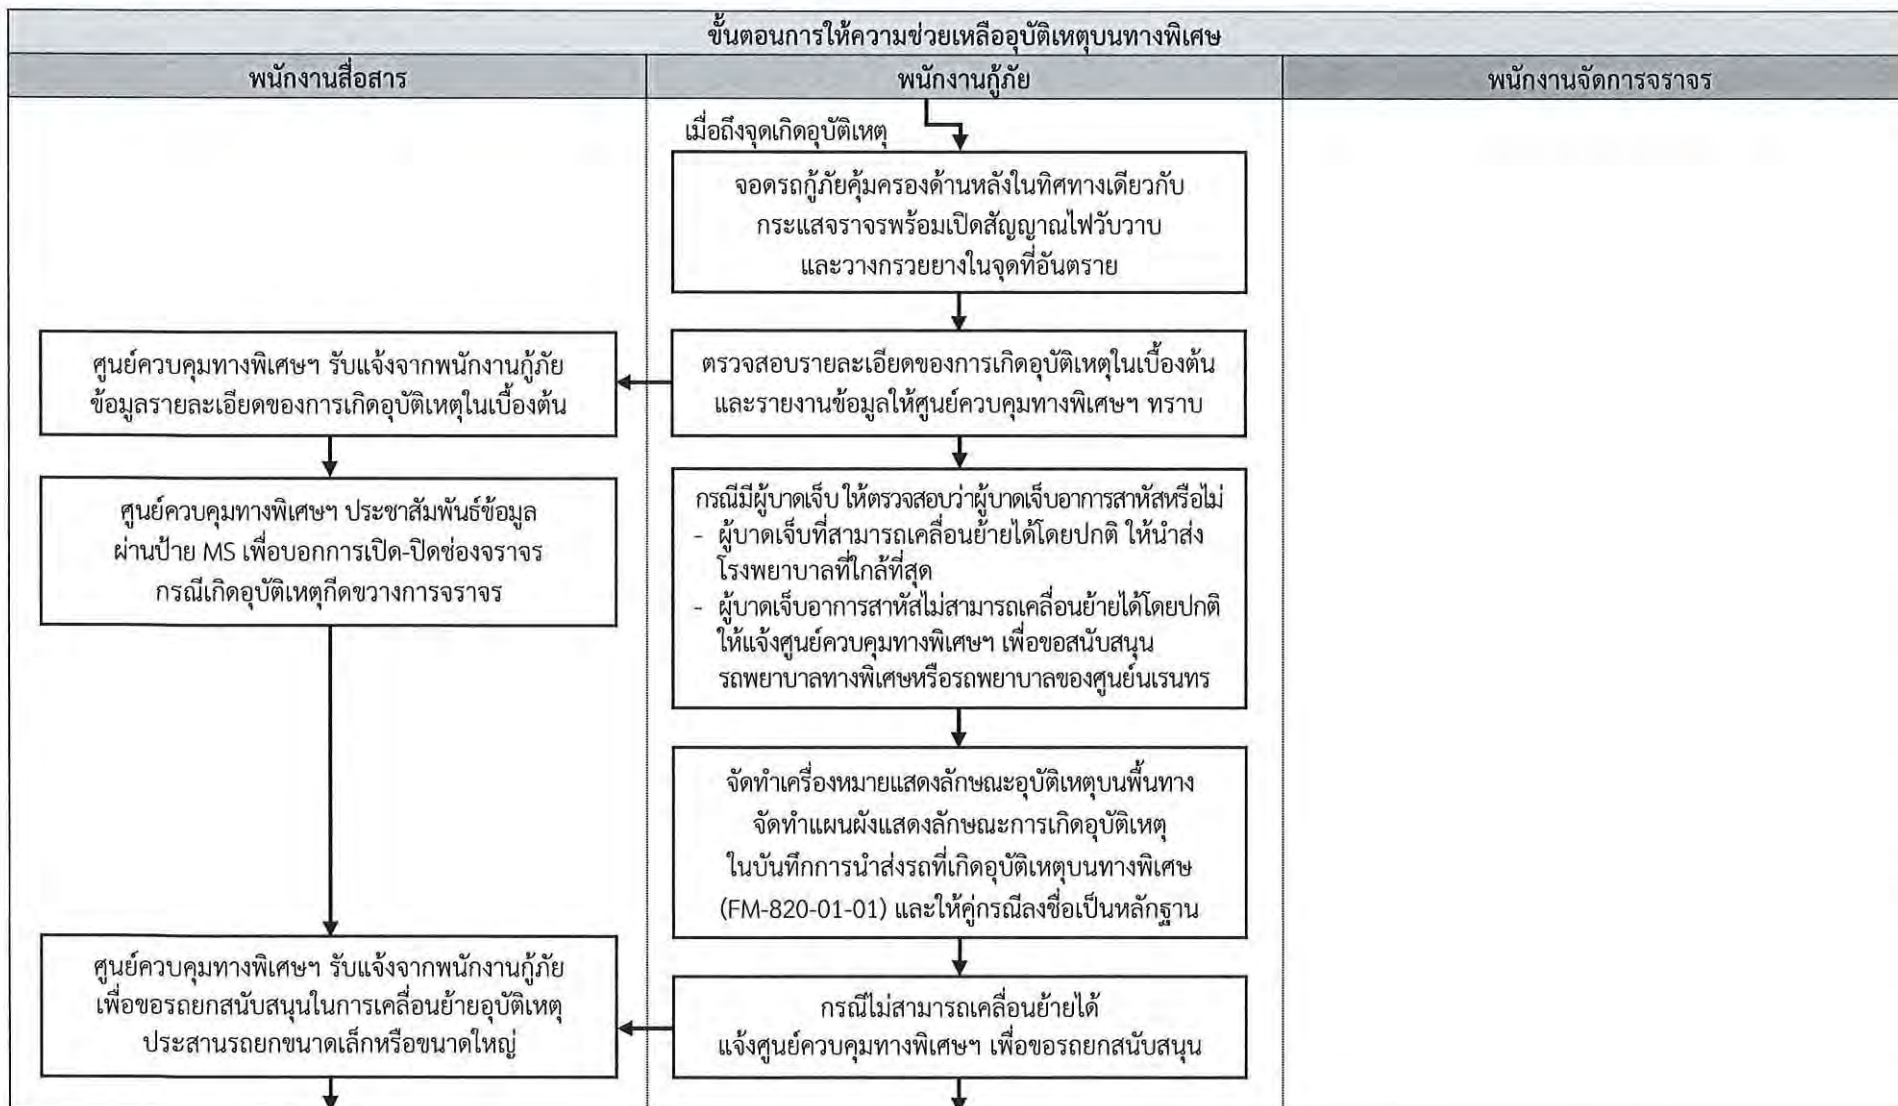 ขั้นตอนการให้ความช่วยเหลืออุบัติเหตุบนทางพิเศษ
พนักงานสื่อสาร
พนักงานกู้ภัย
พนักงานจัดการจราจร
เมื่อถึงจุดเกิดอุบัติเหตุ
จอดรถกู้ภัยคุ้มครองด้านหลังในทิศทางเดียวกับ
กระแสจราจรพร้อมเปิดสัญญาณไฟวับวาบ
และวางกรวยยางในจุดที่อันตราย
ศูนย์ควบคุมทางพิเศษฯ รับแจ้งจากพนักงานกู้ภัย
ข้อมูลรายละเอียดของการเกิดอุบัติเหตุในเบื้องต้น
ตรวจสอบรายละเอียดของการเกิดอุบัติเหตุในเบื้องต้น
และรายงานข้อมูลให้ศูนย์ควบคุมทางพิเศษฯ ทราบ
ศูนย์ควบคุมทางพิเศษฯ ประชาสัมพันธ์ข้อมูล
ผ่านป้าย MS เพื่อบอกการเปิด-ปิดช่องจราจร
กรณีเกิดอุบัติเหตุกีดขวางการจราจร
กรณีมีผู้บาดเจ็บ ให้ตรวจสอบว่าผู้บาดเจ็บอาการสาหัสหรือไม่
- ผู้บาดเจ็บที่สามารถเคลื่อนย้ายได้โดยปกติ ให้นำส่ง
โรงพยาบาลที่ใกล้ที่สุด
- ผู้บาดเจ็บอาการสาหัสไม่สามารถเคลื่อนย้ายได้โดยปกติ
ให้แจ้งศูนย์ควบคุมทางพิเศษฯ เพื่อขอสนับสนุน
รถพยาบาลทางพิเศษหรือรถพยาบาลของศูนย์นเรนทร
จัดทำเครื่องหมายแสดงลักษณะอุบัติเหตุบนพื้นทาง
จัดทำแผนผังแสดงลักษณะการเกิดอุบัติเหตุ
ในบันทึกการนำส่งรถที่เกิดอุบัติเหตุบนทางพิเศษ
(FM-820-01-01) และให้คู่กรณีลงชื่อเป็นหลักฐาน
ศูนย์ควบคุมทางพิเศษฯ รับแจ้งจากพนักงานกู้ภัย
เพื่อขอรถยกสนับสนุนในการเคลื่อนย้ายอุบัติเหตุ
ประสานรถยกขนาดเล็กหรือขนาดใหญ่
กรณีไม่สามารถเคลื่อนย้ายได้
แจ้งศูนย์ควบคุมทางพิเศษฯ เพื่อขอรถยกสนับสนุน